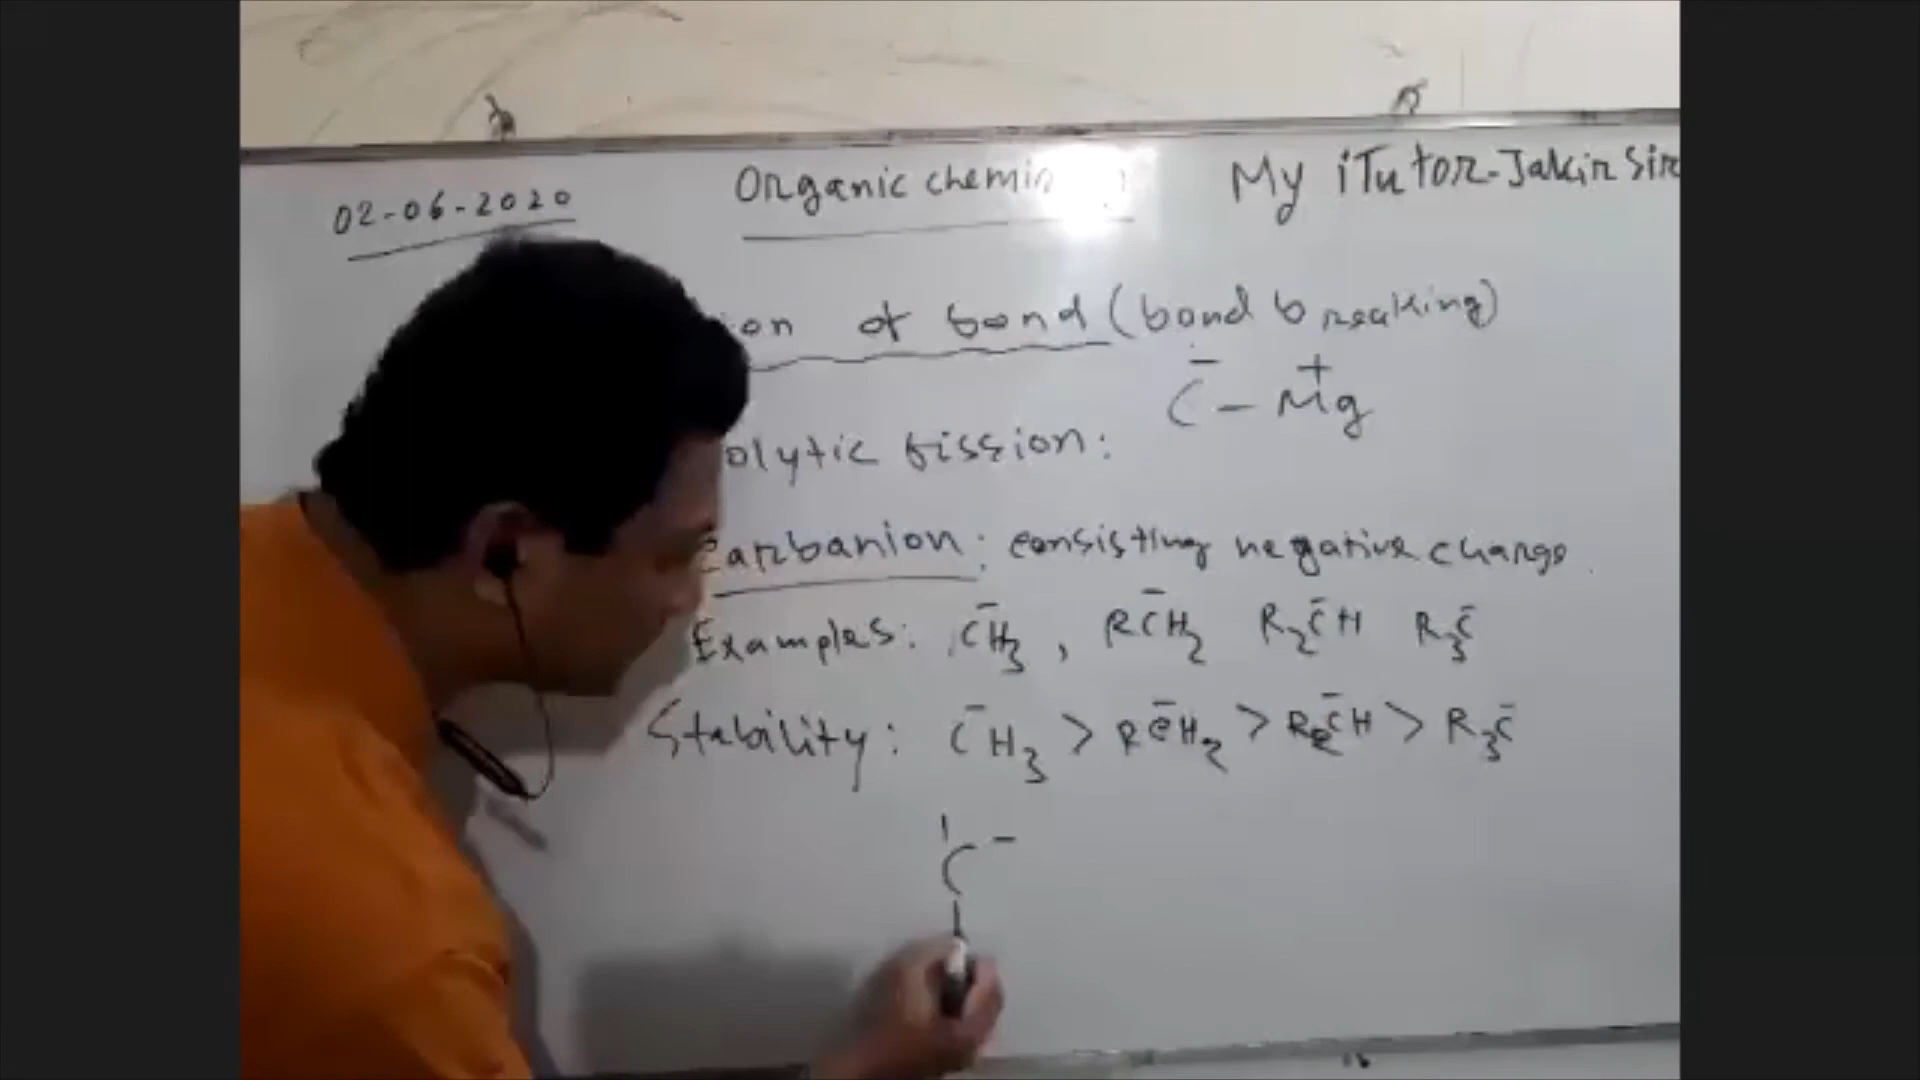 02-06-2020 Organic chemis My iTutor-Jakir Sir
ion of bond (bond breaking)
C̄ - Mg⁺
olytic fission:
Carbanion: consisting negative charge.
Examples: C̄H₃, RC̄H₂ R₂C̄H R₃C̄
Stability: C̄H₃ > RC̄H₂ > R₂C̄H > R₃C̄
C⁻